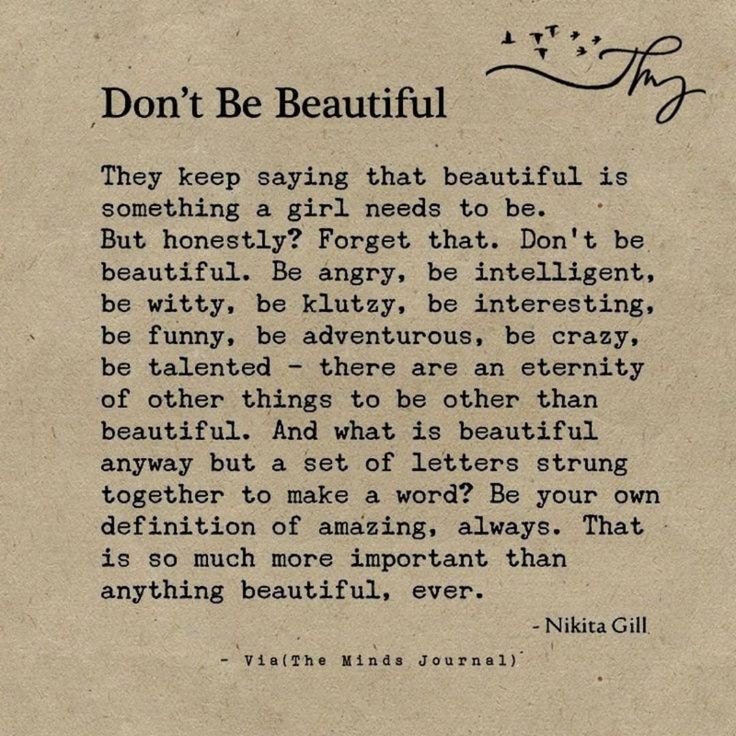 Thmj
Don't Be Beautiful
They keep saying that beautiful is
something a girl needs to be.
But honestly? Forget that. Don't be
beautiful. Be angry, be intelligent,
be witty, be klutzy, be interesting,
be funny, be adventurous, be crazy,
be talented – there are an eternity
of other things to be other than
beautiful. And what is beautiful
anyway but a set of letters strung
together to make a word? Be your own
definition of amazing, always. That
is so much more important than
anything beautiful, ever.
- Nikita Gill
- Via(The Minds Journal)